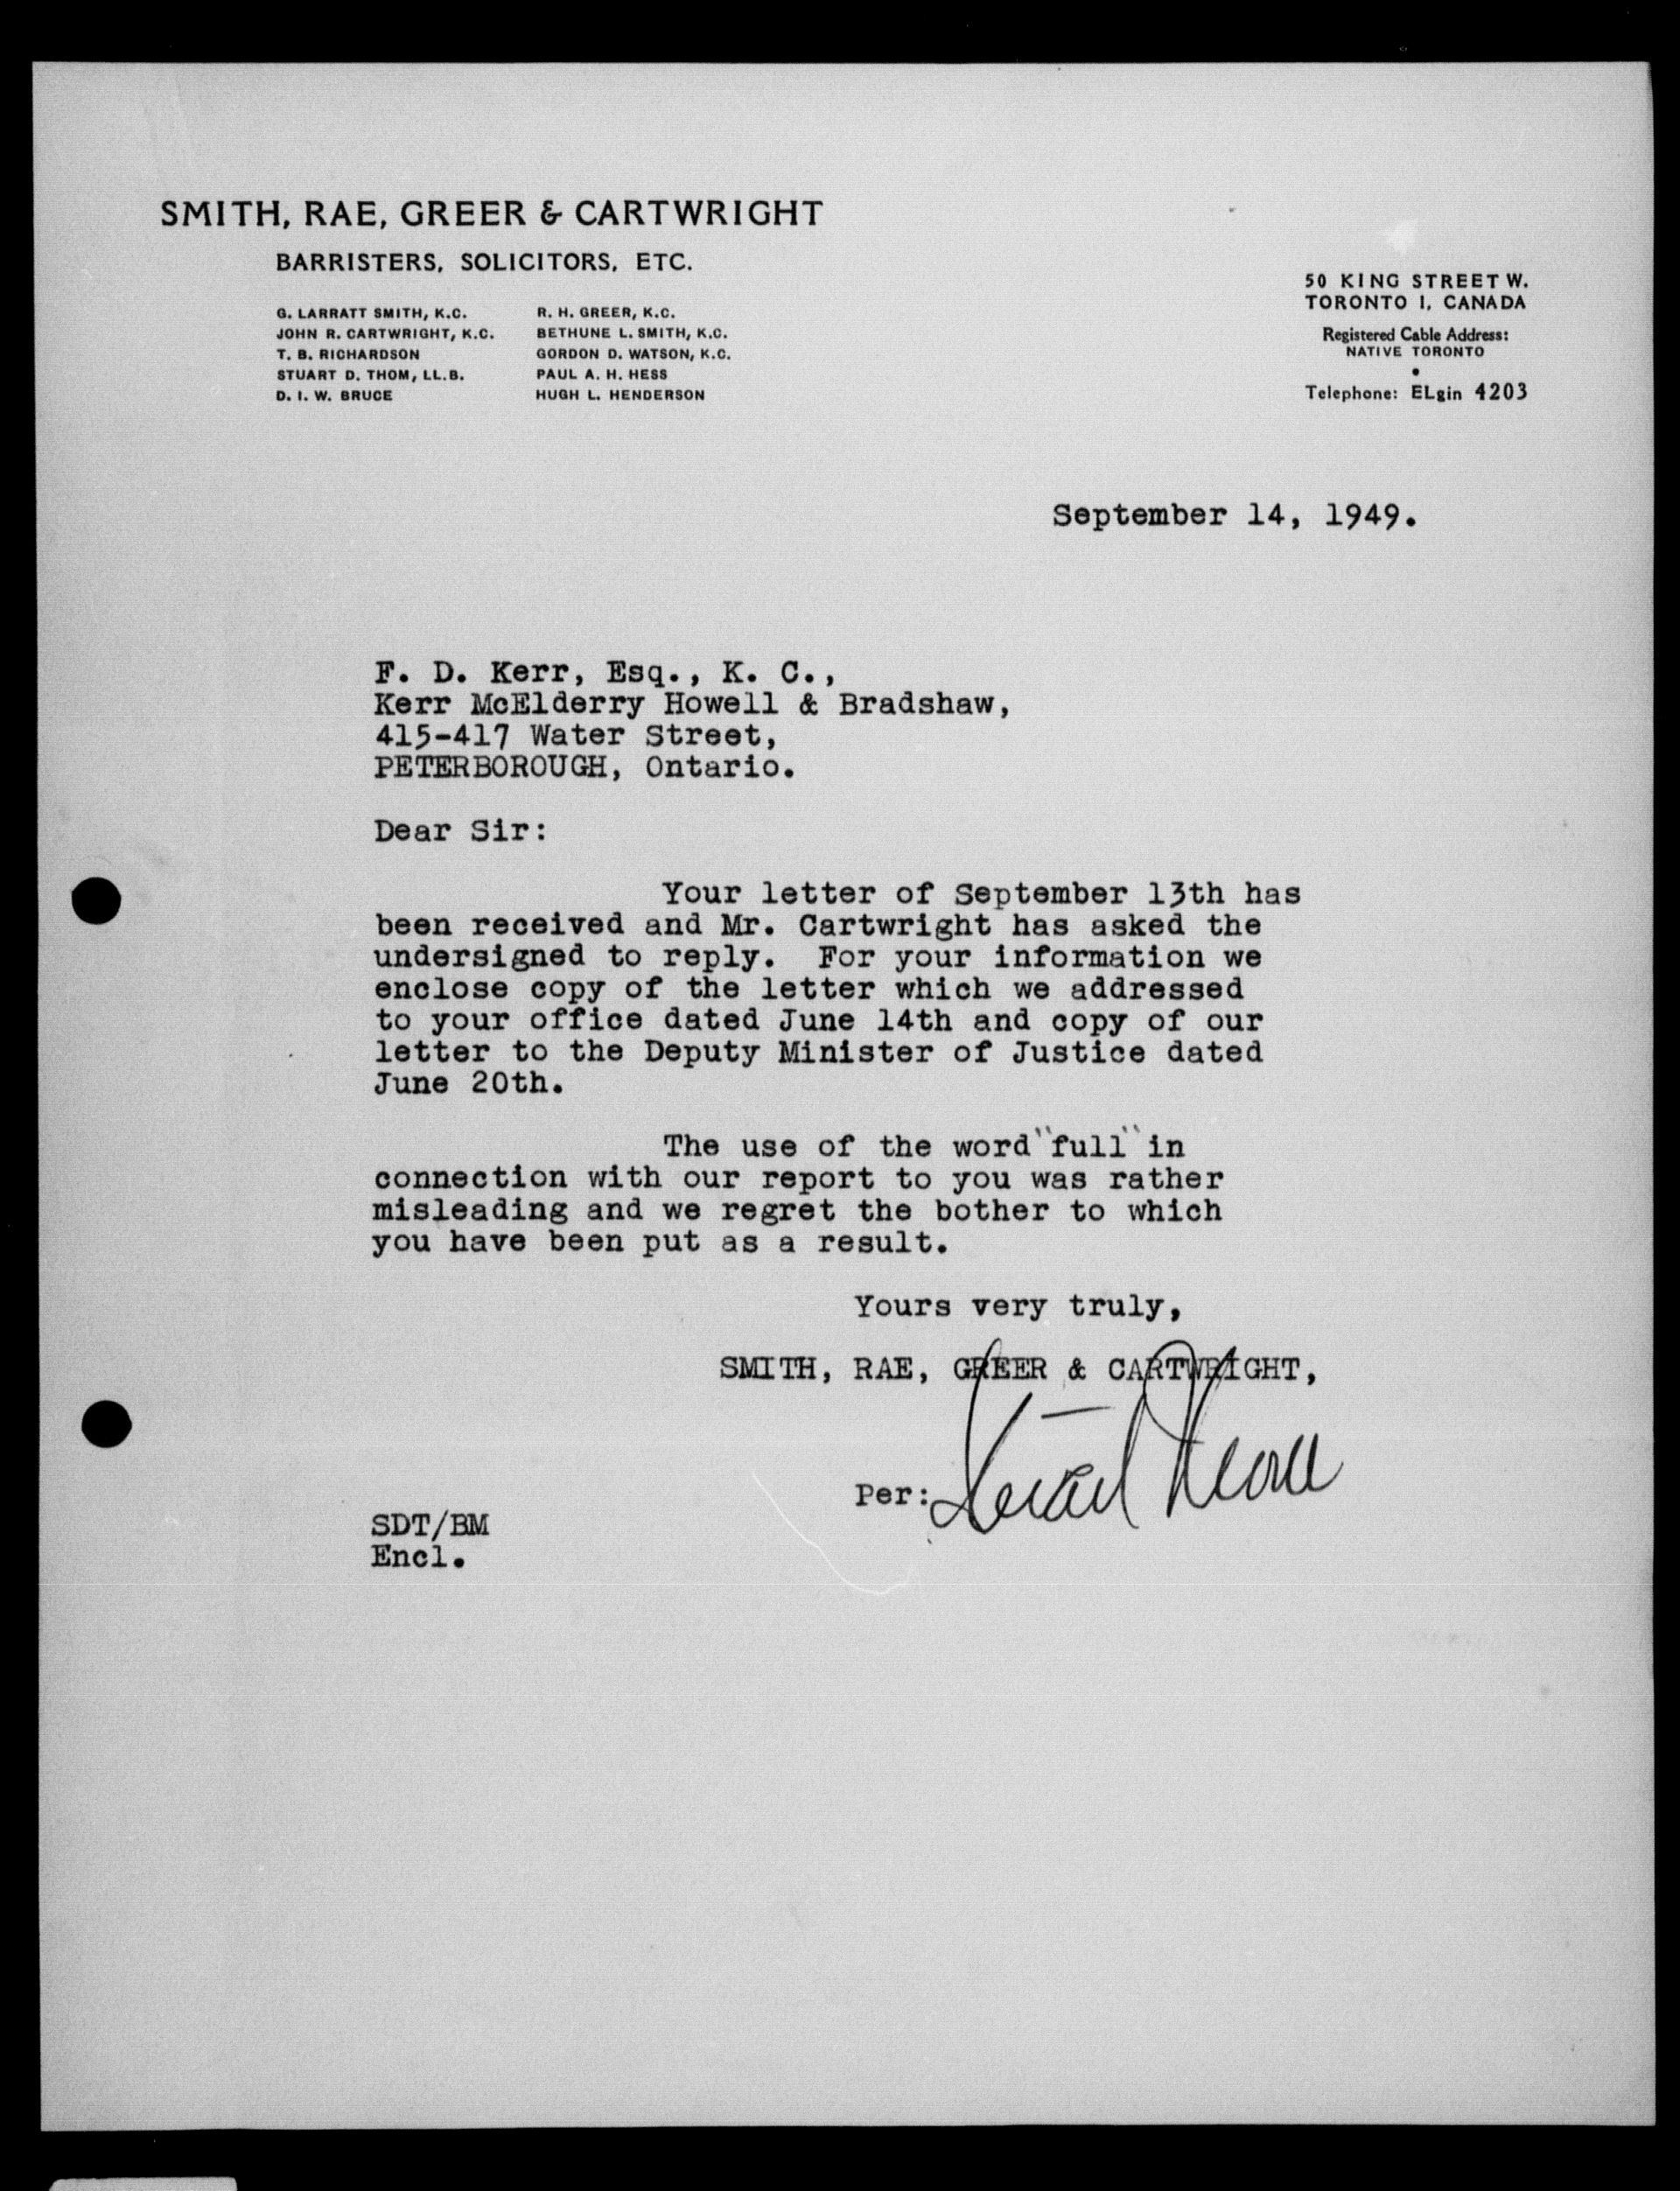 SMITH, RAE, GREER & CARTWRIGHT
BARRISTERS, SOLICITORS, ETC.
G. LARRATT SMITH, K.C.
JOHN R. CARTWRIGHT, K.C.
T. B. RICHARDSON
STUART D. THOM, LL.B.
D. I. W. BRUCE
R. H. GREER, K.C.
BETHUNE L. SMITH, K.C.
GORDON D. WATSON, K.C.
PAUL A. H. HESS
HUGH L. HENDERSON
50 KING STREET W.
TORONTO 1, CANADA
Registered Cable Address:
NATIVE TORONTO
Telephone: ELgin 4203
September 14, 1949.
F. D. Kerr, Esq., K. C.,
Kerr McElderry Howell & Bradshaw,
415-417 Water Street,
PETERBOROUGH, Ontario.
Dear Sir:
Your letter of September 13th has
been received and Mr. Cartwright has asked the
undersigned to reply. For your information we
enclose copy of the letter which we addressed
to your office dated June 14th and copy of our
letter to the Deputy Minister of Justice dated
June 20th.
The use of the word "full" in
connection with our report to you was rather
misleading and we regret the bother to which
you have been put as a result.
Yours very truly,
SMITH, RAE, GREER & CARTWRIGHT,
Per: Stuart Thom
SDT/BM
Encl.